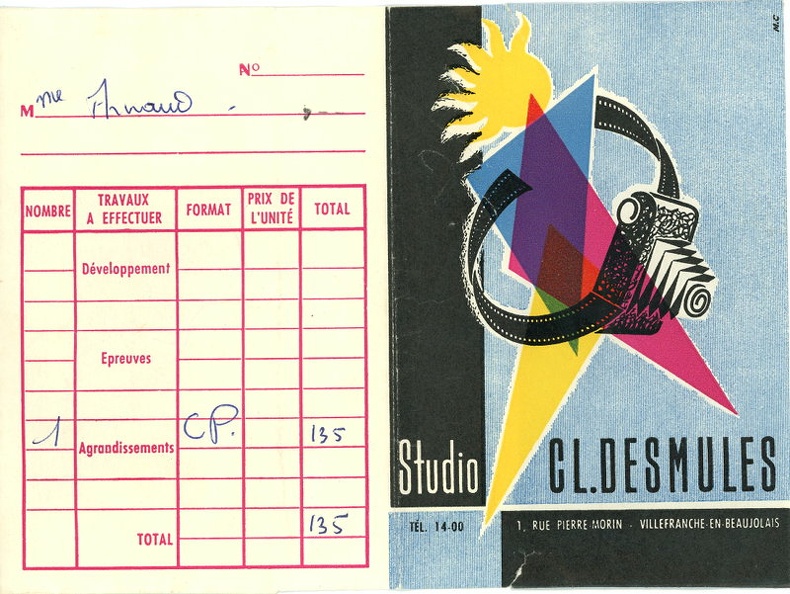 Nº
Mme Arnaud
NOMBRE TRAVAUX A EFFECTUER FORMAT PRIX DE L'UNITÉ TOTAL
Développement
Epreuves
1 Agrandissements CP. 135
TOTAL 135
M.C
Studio CL.DESMULES
TÉL. 14-00 1, RUE PIERRE-MORIN - VILLEFRANCHE-EN-BEAUJOLAIS